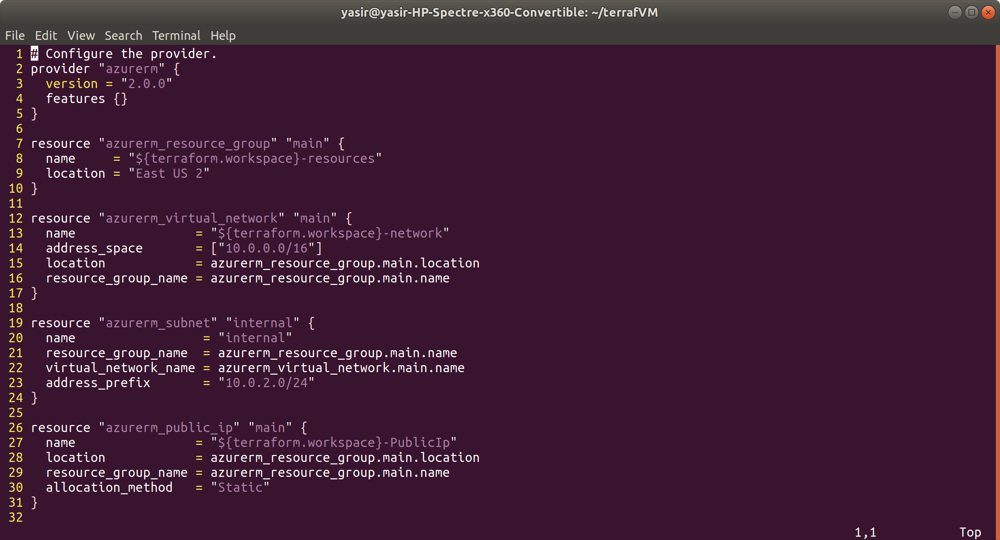 yasir@yasir-HP-Spectre-x360-Convertible: ~/terrafVM
File Edit View Search Terminal Help
1 # Configure the provider.
2 provider "azurerm" {
3   version = "2.0.0"
4   features {}
5 }
6
7 resource "azurerm_resource_group" "main" {
8   name     = "${terraform.workspace}-resources"
9   location = "East US 2"
10 }
11
12 resource "azurerm_virtual_network" "main" {
13   name                = "${terraform.workspace}-network"
14   address_space       = ["10.0.0.0/16"]
15   location            = azurerm_resource_group.main.location
16   resource_group_name = azurerm_resource_group.main.name
17 }
18
19 resource "azurerm_subnet" "internal" {
20   name                 = "internal"
21   resource_group_name  = azurerm_resource_group.main.name
22   virtual_network_name = azurerm_virtual_network.main.name
23   address_prefix       = "10.0.2.0/24"
24 }
25
26 resource "azurerm_public_ip" "main" {
27   name                = "${terraform.workspace}-PublicIp"
28   location            = azurerm_resource_group.main.location
29   resource_group_name = azurerm_resource_group.main.name
30   allocation_method   = "Static"
31 }
32
1,1 Top